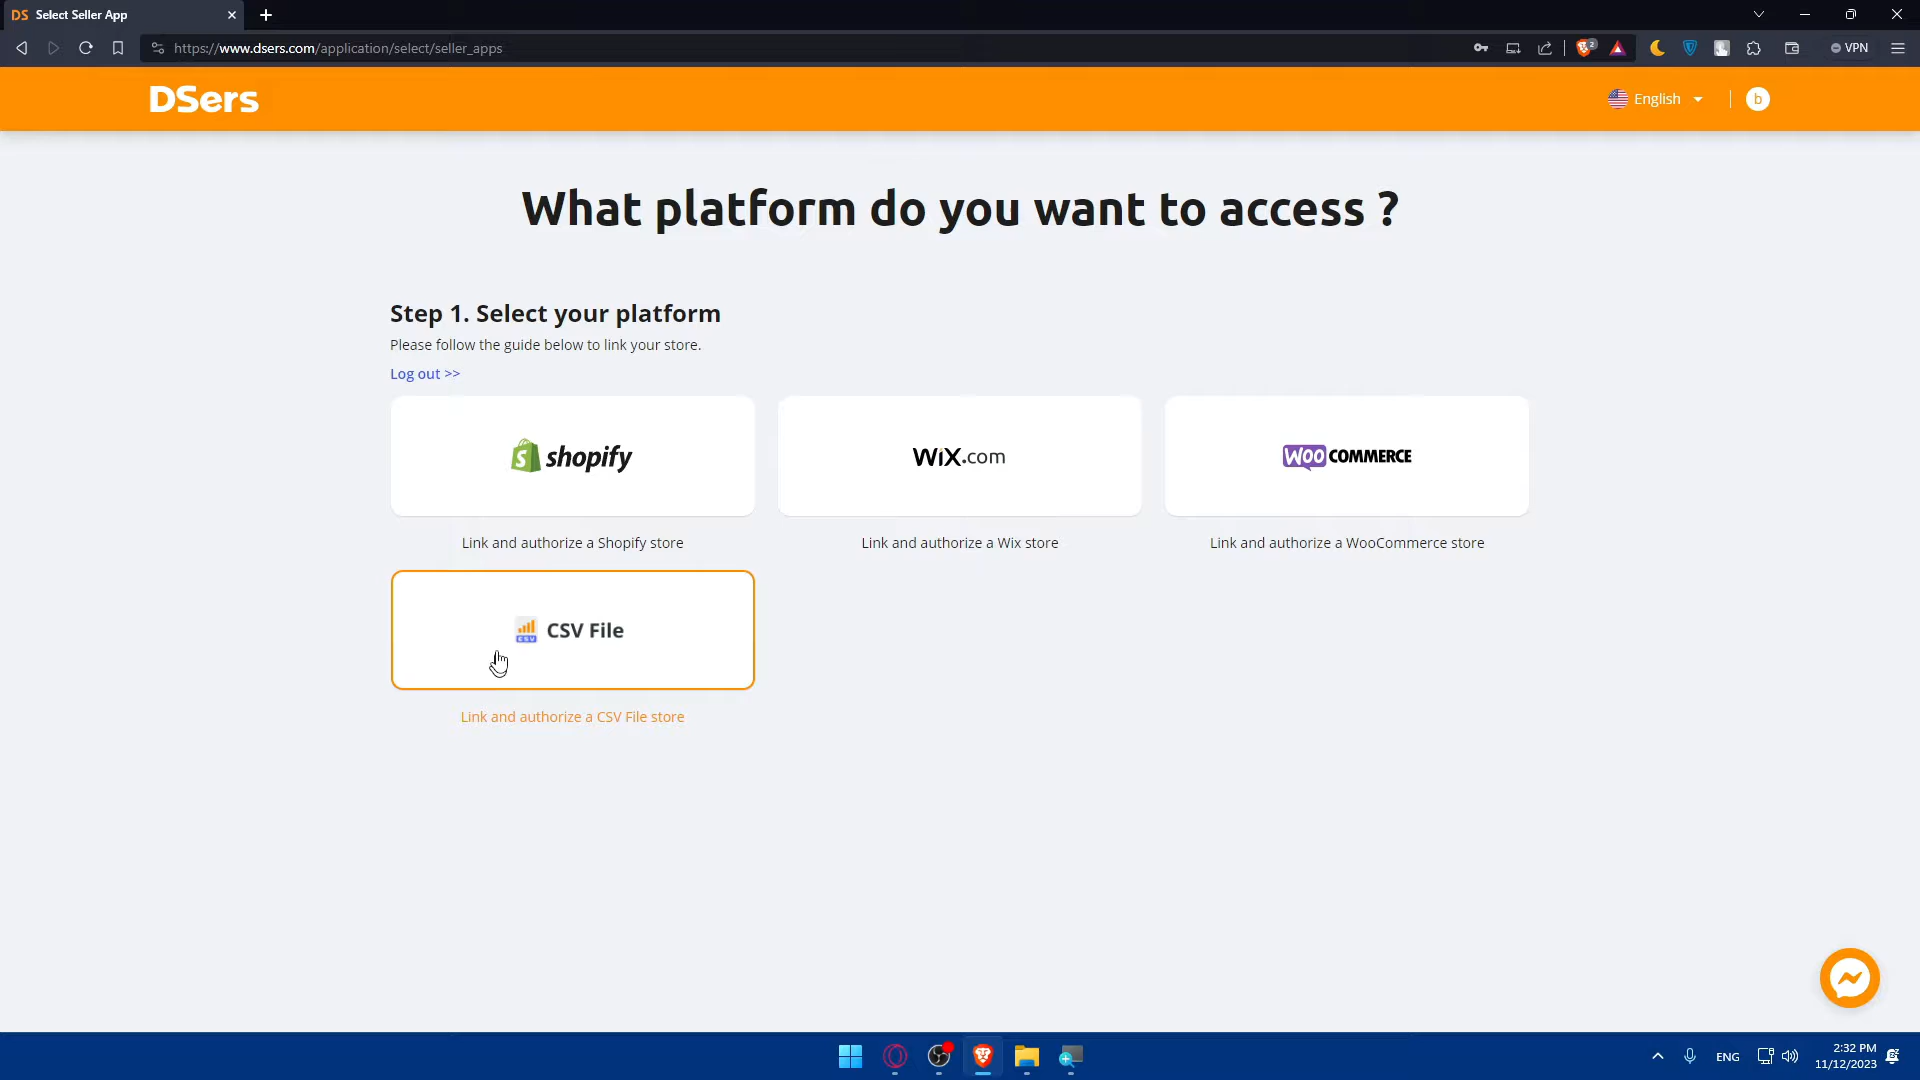 DS Select Seller App
https://www.dsers.com/application/select/seller_apps
2
VPN
DSers
English
b
What platform do you want to access ?
Step 1. Select your platform
Please follow the guide below to link your store.
Log out >>
shopify
WiX.com
WOO COMMERCE
Link and authorize a Shopify store
Link and authorize a Wix store
Link and authorize a WooCommerce store
CSV CSV File
Link and authorize a CSV File store
ENG
2:32 PM
11/12/2023